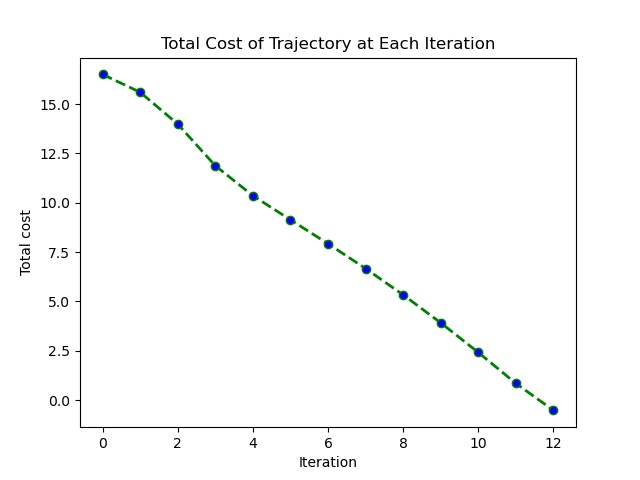 Total Cost of Trajectory at Each Iteration
15.0
12.5
10.0
7.5
5.0
2.5
0.0
Total cost
0 2 4 6 8 10 12
Iteration